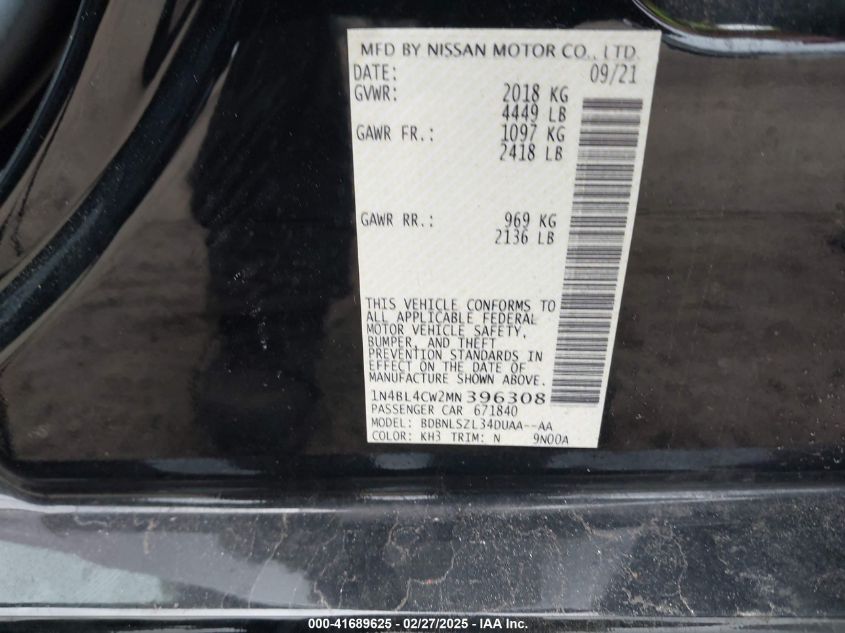 MFD BY NISSAN MOTOR CO., LTD.
DATE: 09/21
GVWR: 2018 KG
4449 LB
GAWR FR.: 1097 KG
2418 LB
GAWR RR.: 969 KG
2136 LB
THIS VEHICLE CONFORMS TO
ALL APPLICABLE FEDERAL
MOTOR VEHICLE SAFETY,
BUMPER, AND THEFT
PREVENTION STANDARDS IN
EFFECT ON THE DATE OF
MANUFACTURE SHOWN ABOVE.
1N4BL4CW2MN396308
PASSENGER CAR 671840
MODEL: BDBNLSZL34DUAA--AA
COLOR: KH3 TRIM: N 9N00A
000-41689625 - 02/27/2025 - IAA Inc.